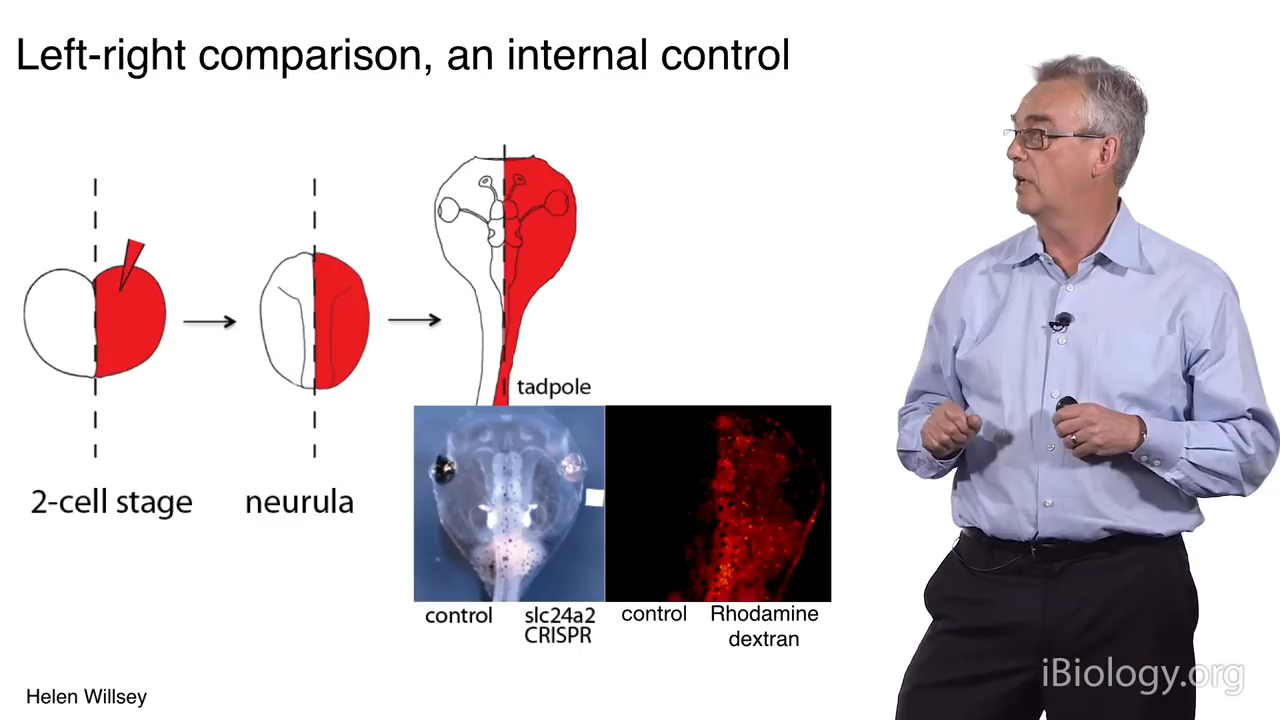 Left-right comparison, an internal control
tadpole
2-cell stage
neurula
control
slc24a2
CRISPR
control
Rhodamine
dextran
Helen Willsey
iBiology.org